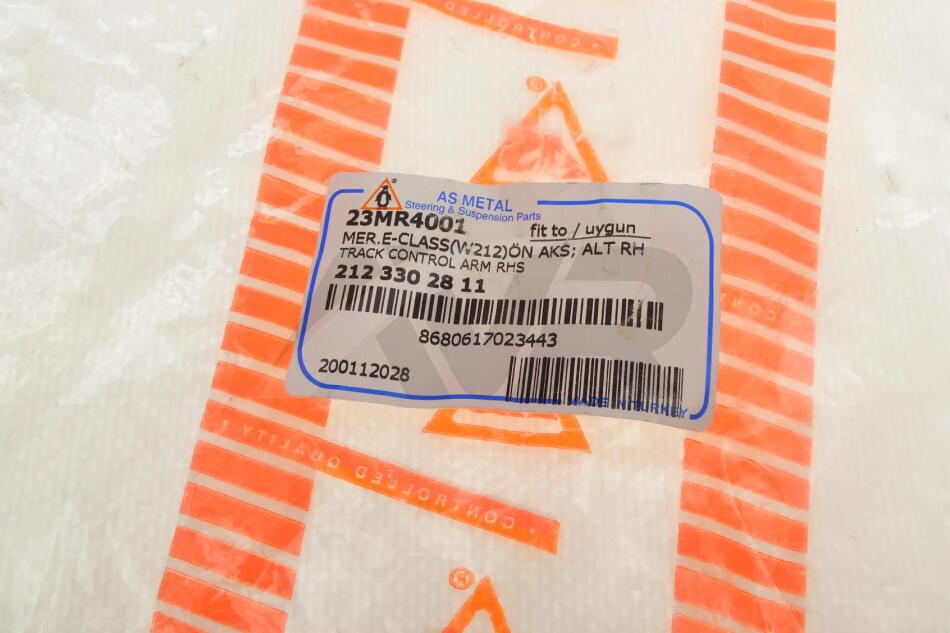 CONTROLLED
AS METAL
Steering & Suspension Parts
23MR4001
fit to / uygun
MER.E-CLASS(W212)ÖN AKS; ALT RH
TRACK CONTROL ARM RHS
212 330 28 11
8680617023443
200112028
MADE IN TURKEY
CONTROLLED QUALITY